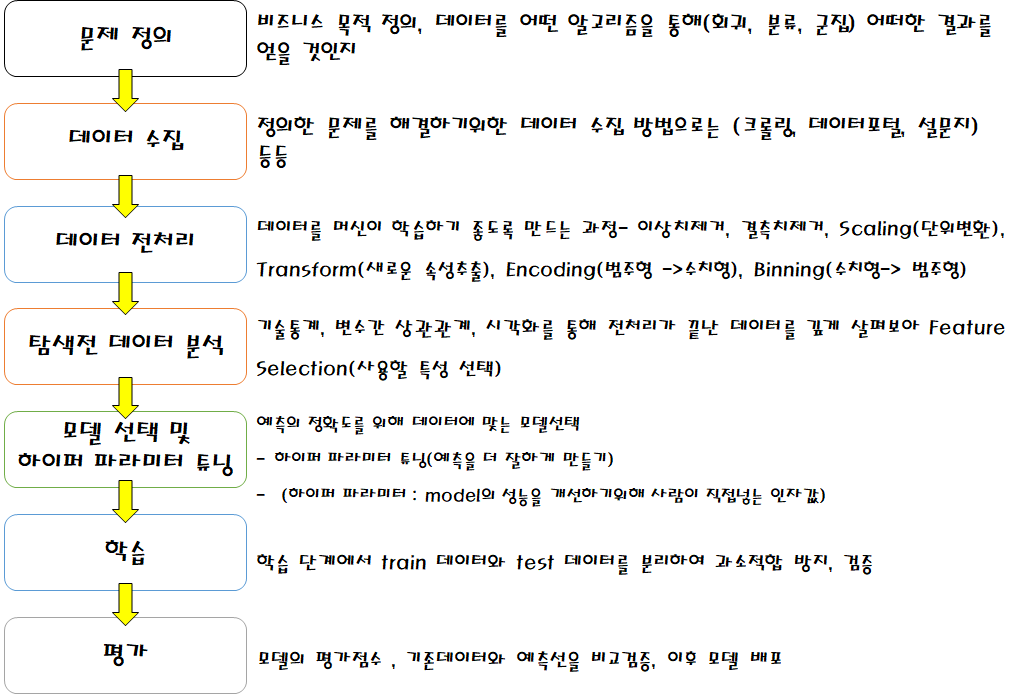 문제 정의
비즈니스 목적 정의, 데이터를 어떤 알고리즘을 통해(회귀, 분류, 군집) 어떠한 결과를
얻을 것인지
데이터 수집
정의한 문제를 해결하기위한 데이터 수집 방법으로는 (크롤링, 데이터포털, 설문지)
등등
데이터 전처리
데이터를 머신이 학습하기 좋도록 만드는 과정- 이상치제거, 결측치제거, Scaling(단위변환),
Transform(새로운 속성추출), Encoding(범주형 ->수치형), Binning(수치형-> 범주형)
탐색전 데이터 분석
기술통계, 변수간 상관관계, 시각화를 통해 전처리가 끝난 데이터를 깊게 살펴보아 Feature
Selection(사용할 특성 선택)
모델 선택 및
하이퍼 파라미터 튜닝
예측의 정확도를 위해 데이터에 맞는 모델선택
- 하이퍼 파라미터 튜닝(예측을 더 잘하게 만들기)
- (하이퍼 파라미터 : model의 성능을 개선하기위해 사람이 직접넣는 인자값)
학습
학습 단계에서 train 데이터와 test 데이터를 분리하여 과소적합 방지, 검증
평가
모델의 평가점수 , 기존데이터와 예측선을 비교검증, 이후 모델 배포